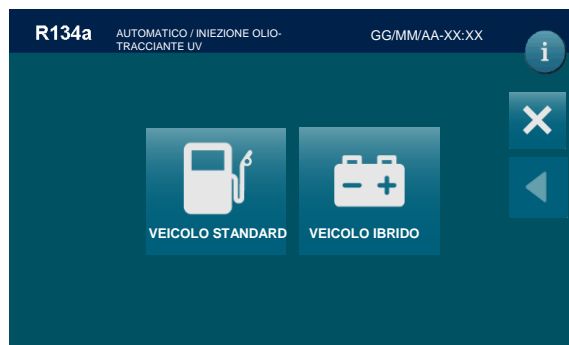 R134a
AUTOMATICO / INIEZIONE OLIO-
TRACCIANTE UV
GG/MM/AA-XX:XX
i
VEICOLO STANDARD
VEICOLO IBRIDO